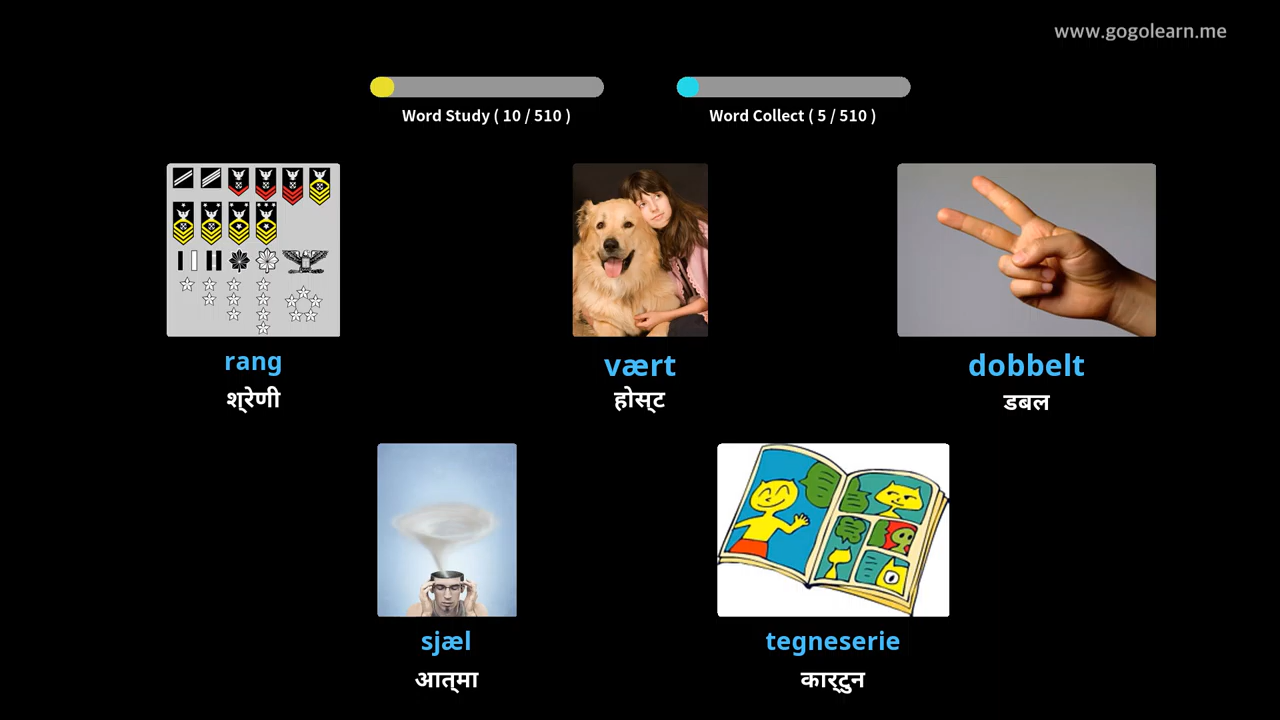 www.gogolearn.me
Word Study ( 10 / 510 )
Word Collect ( 5 / 510 )
rang
श्रेणी
vært
होस्ट
dobbelt
डबल
sjæl
आत्मा
tegneserie
कार्टुन